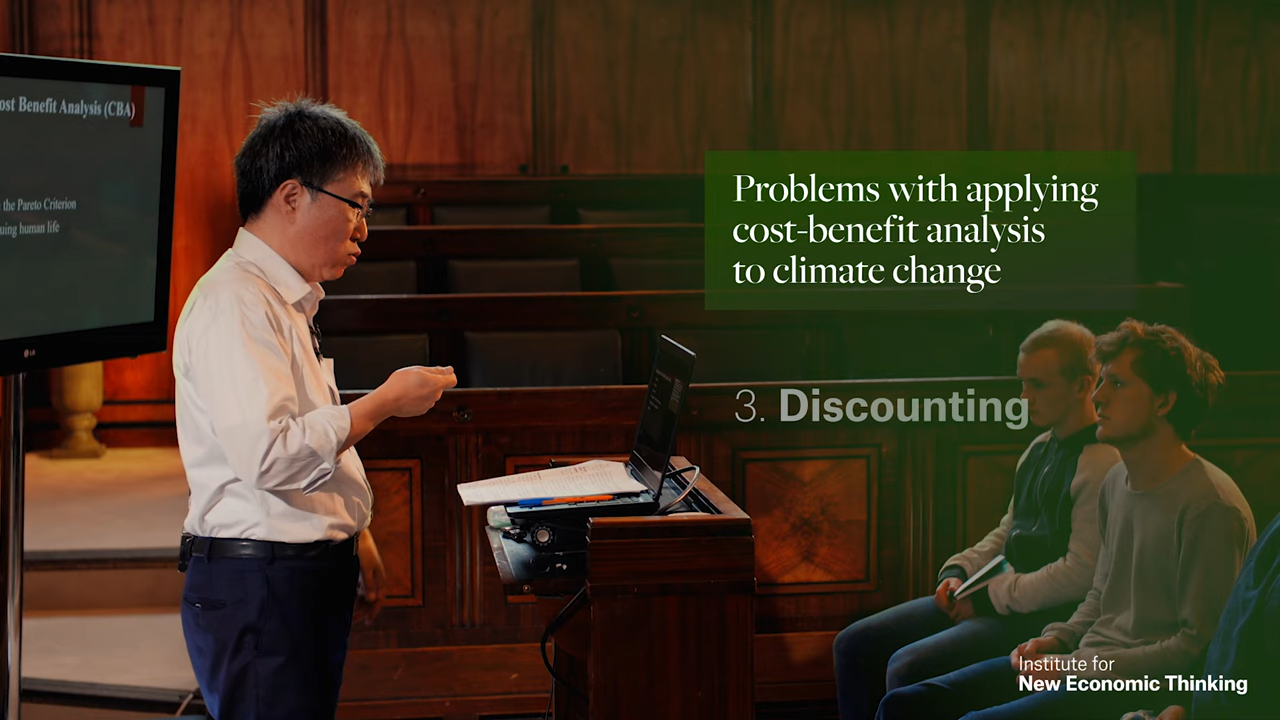 ost Benefit Analysis (CBA)
the Pareto Criterion
uing human life
LG
Problems with applying
cost-benefit analysis
to climate change
3. Discounting
Institute for
New Economic Thinking